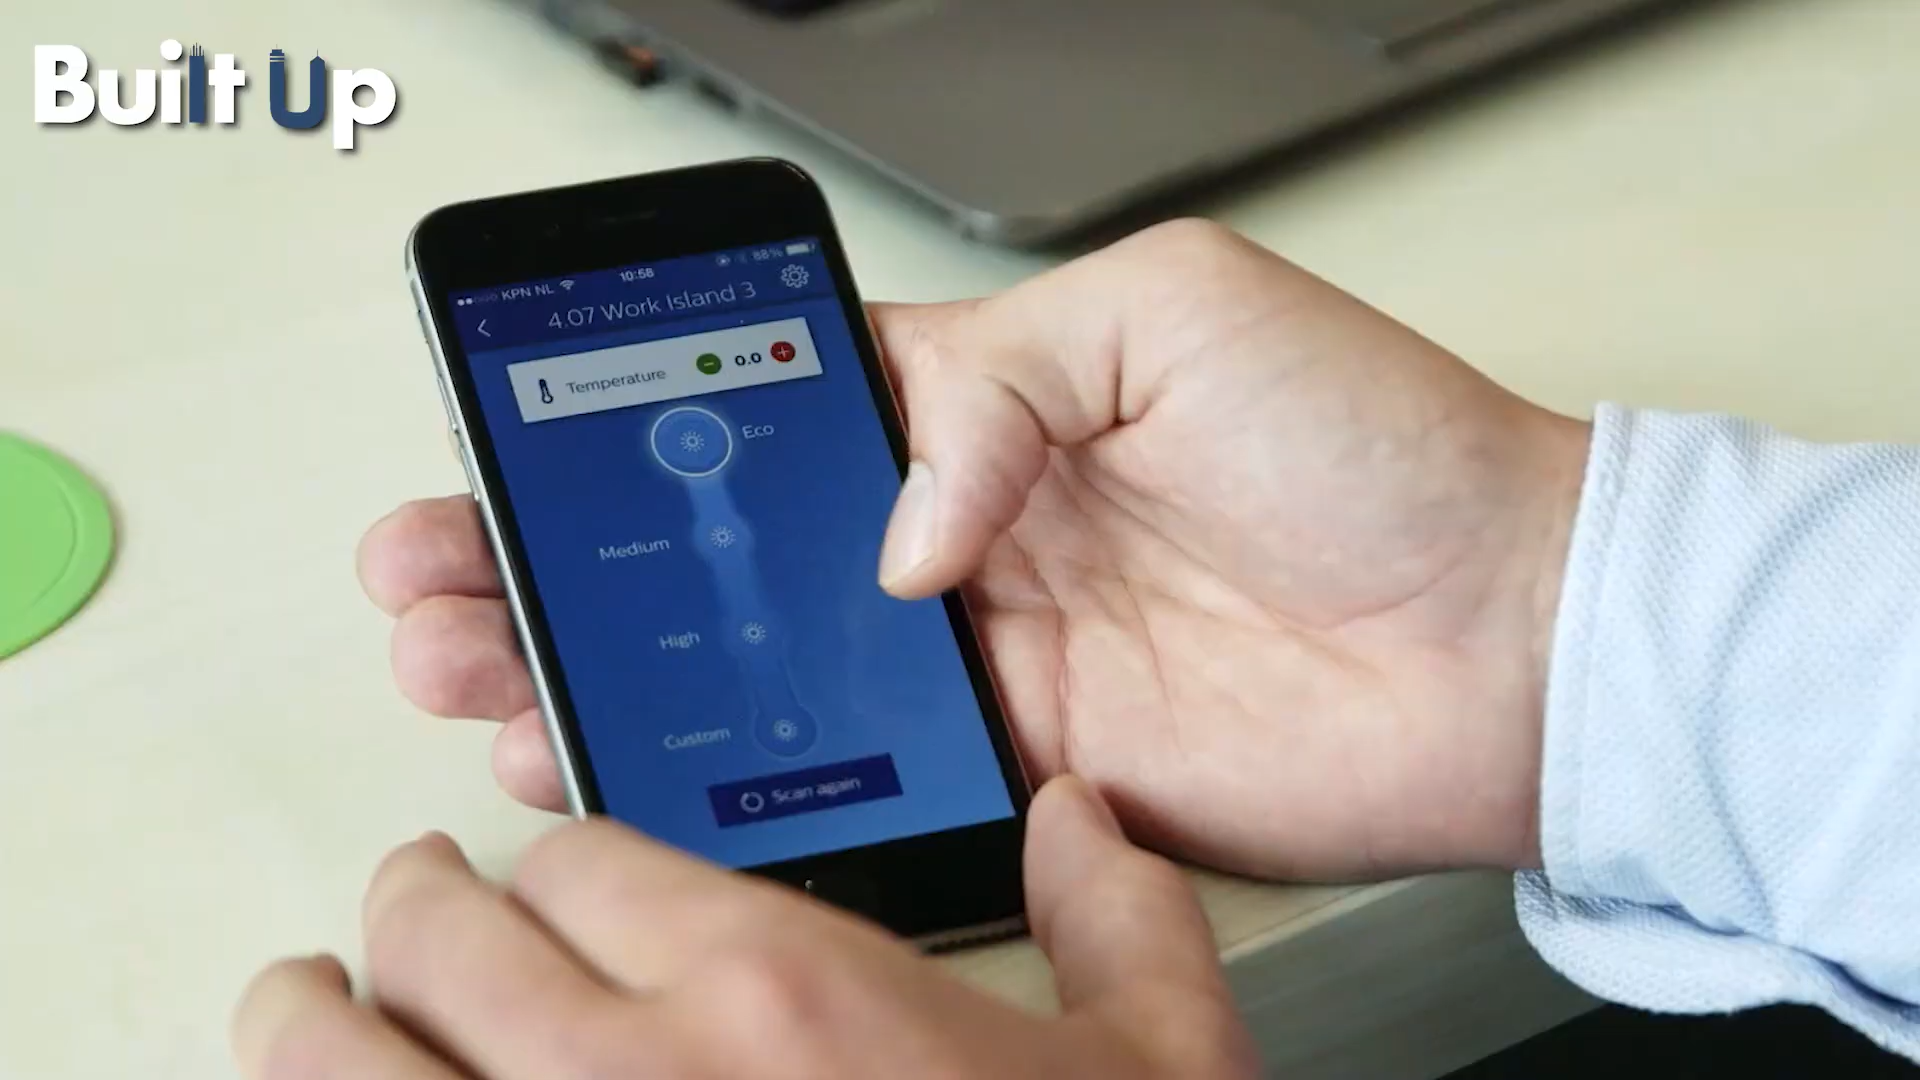 Built Up
KPN NL 10:58 88%
4.07 Work Island 3
Temperature - 0.0 +
Eco
Medium
High
Custom
Scan again